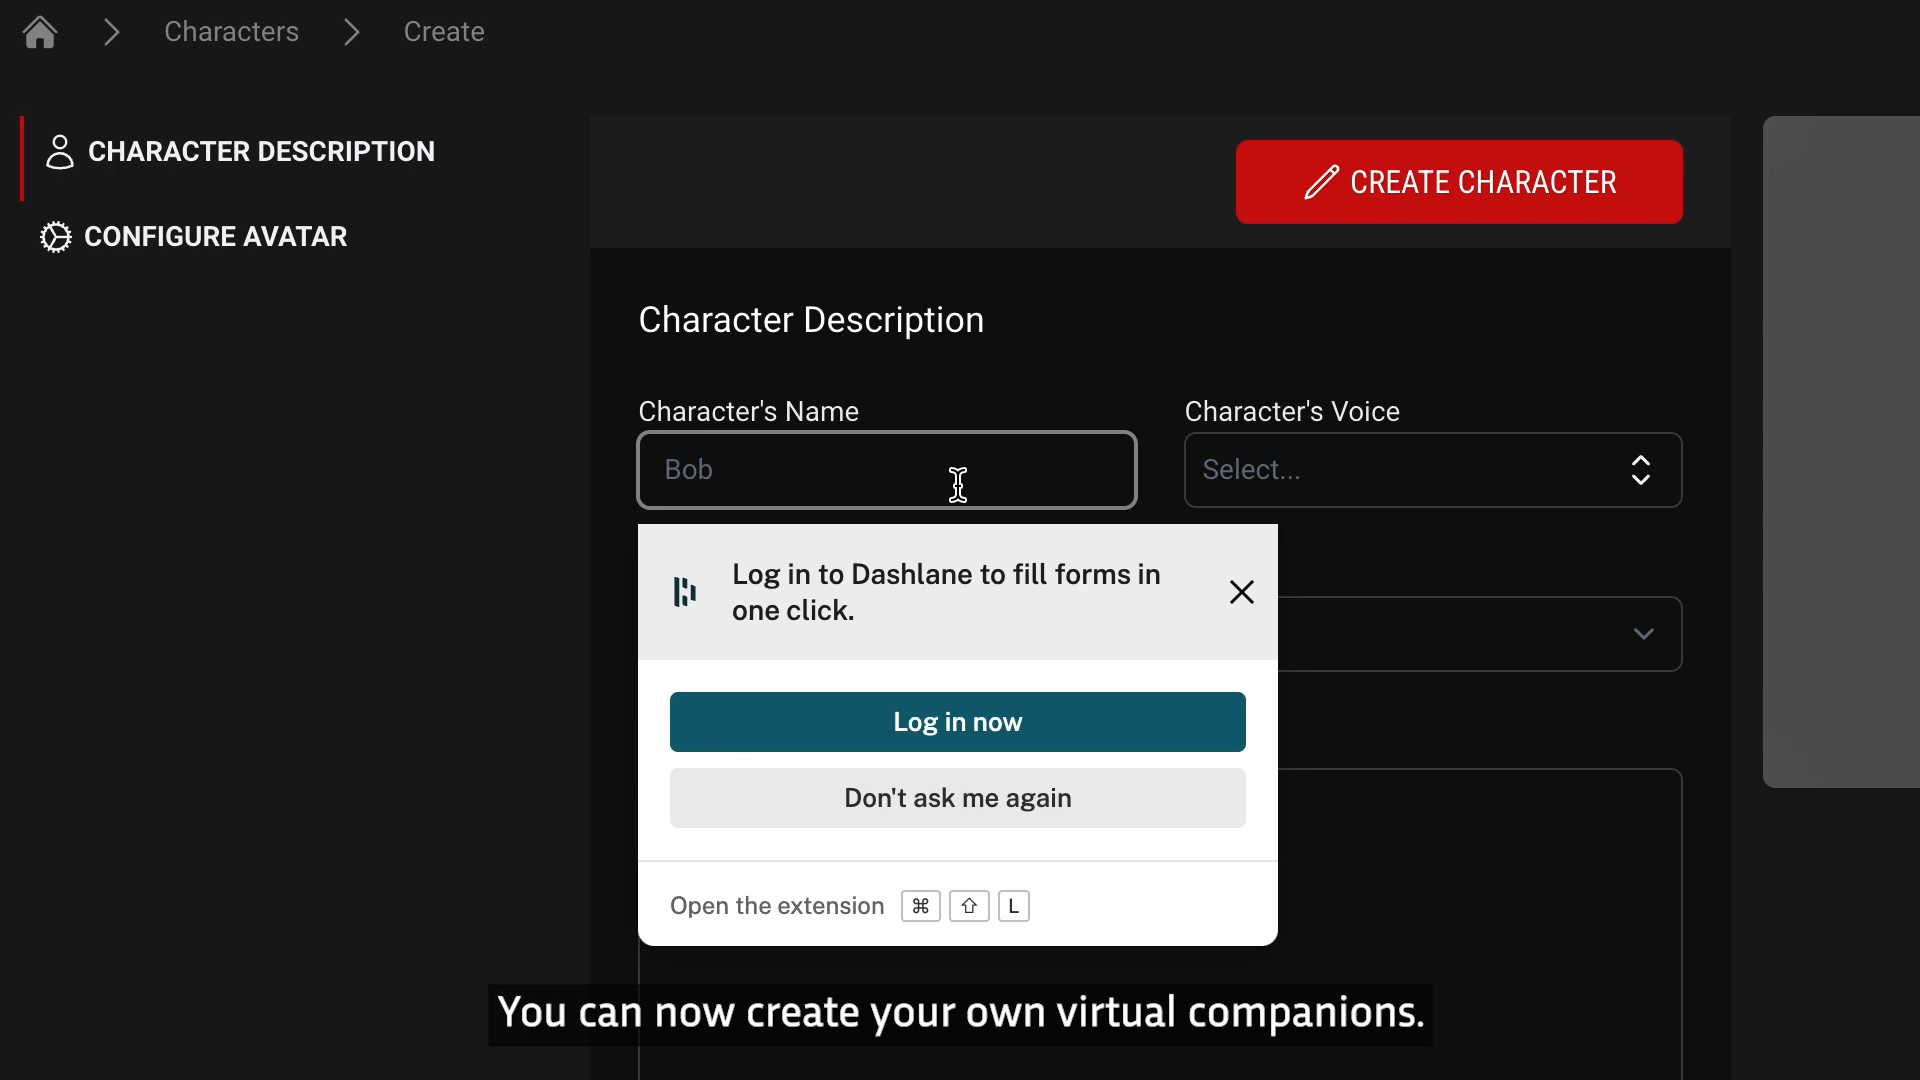 Characters
Create
CHARACTER DESCRIPTION
CONFIGURE AVATAR
CREATE CHARACTER
Character Description
Character's Name
Character's Voice
Bob
Select...
Log in to Dashlane to fill forms in
one click.
Log in now
Don't ask me again
Open the extension ⌘ ⇧ L
You can now create your own virtual companions.